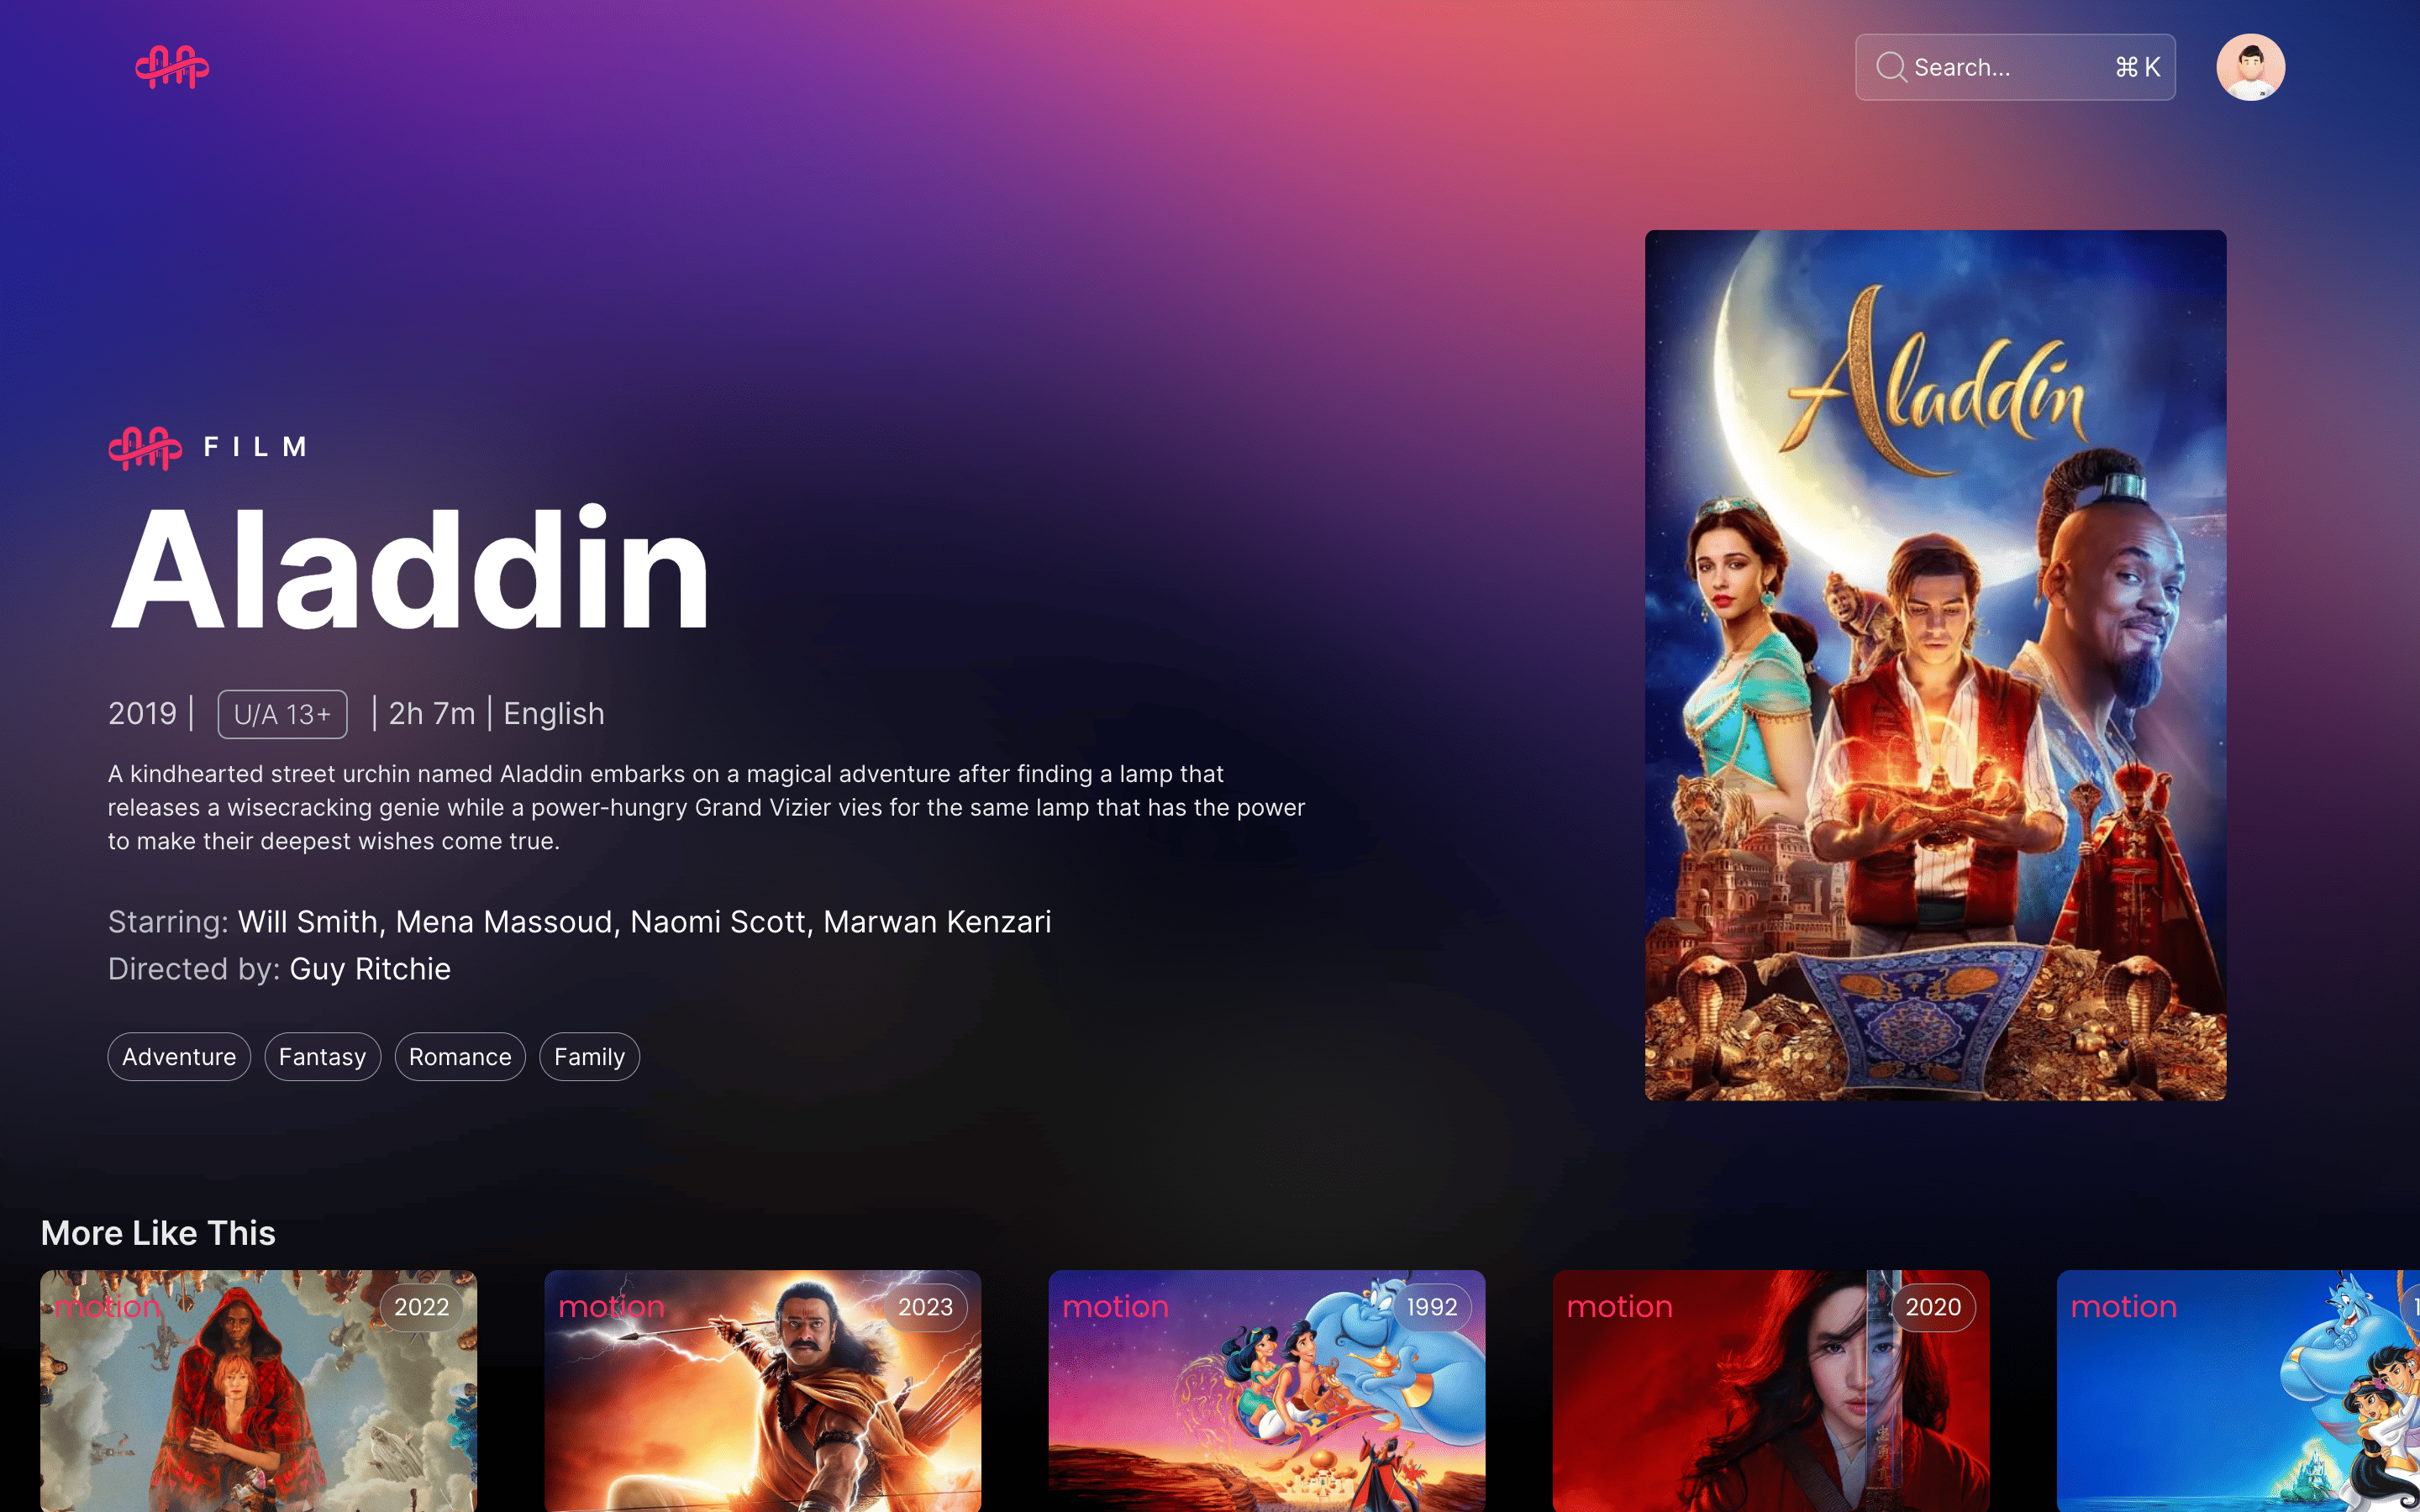 Search... ⌘ K
FILM
Aladdin
2019 | U/A 13+ | 2h 7m | English
A kindhearted street urchin named Aladdin embarks on a magical adventure after finding a lamp that
releases a wisecracking genie while a power-hungry Grand Vizier vies for the same lamp that has the power
to make their deepest wishes come true.
Starring: Will Smith, Mena Massoud, Naomi Scott, Marwan Kenzari
Directed by: Guy Ritchie
Adventure Fantasy Romance Family
Aladdin
More Like This
motion 2022
motion 2023
motion 1992
motion 2020
motion